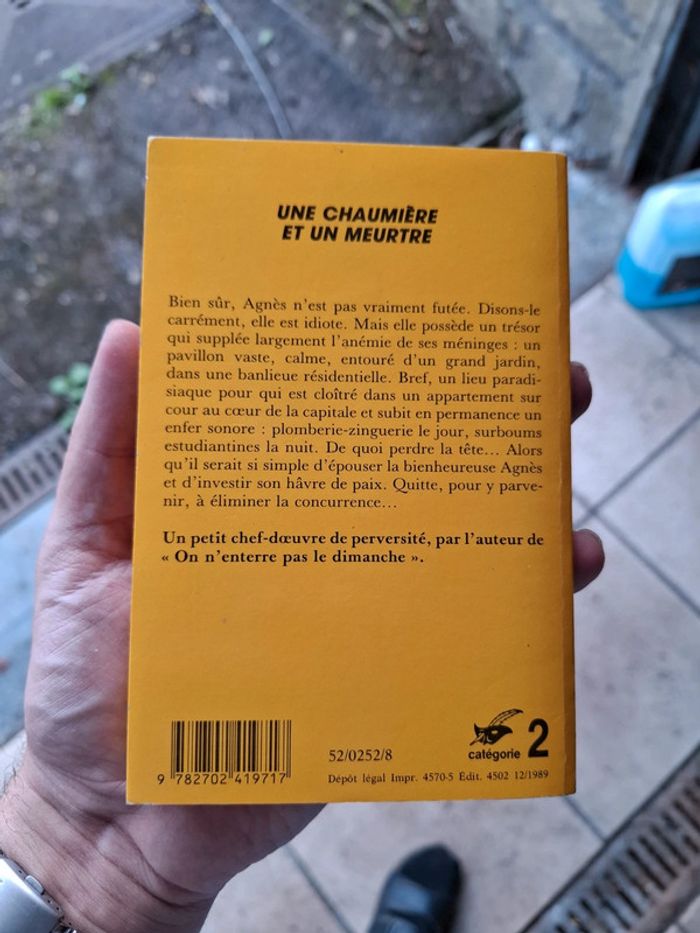 UNE CHAUMIÈRE
ET UN MEURTRE
Bien sûr, Agnès n'est pas vraiment futée. Disons-le
carrément, elle est idiote. Mais elle possède un trésor
qui supplée largement l'anémie de ses méninges : un
pavillon vaste, calme, entouré d'un grand jardin,
dans une banlieue résidentielle. Bref, un lieu paradi-
siaque pour qui est cloîtré dans un appartement sur
cour au cœur de la capitale et subit en permanence un
enfer sonore : plomberie-zinguerie le jour, surboums
estudiantines la nuit. De quoi perdre la tête... Alors
qu'il serait si simple d'épouser la bienheureuse Agnès
et d'investir son hâvre de paix. Quitte, pour y parve-
nir, à éliminer la concurrence...
Un petit chef-dœuvre de perversité, par l'auteur de
« On n'enterre pas le dimanche ».
9 782702 419717
52/0252/8
catégorie 2
Dépôt légal Impr. 4570-5 Édit. 4502 12/1989